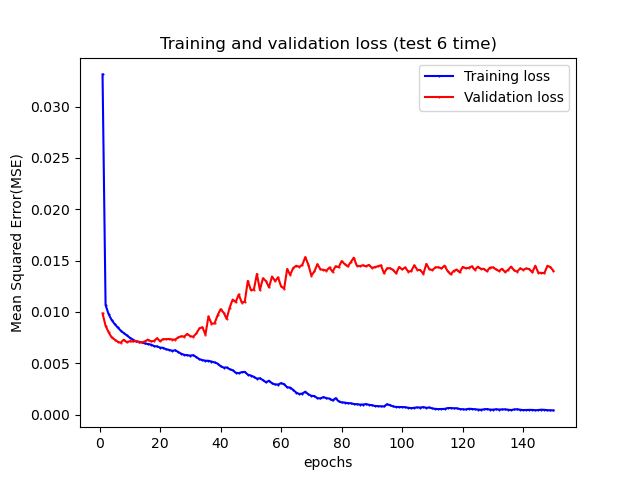 Training and validation loss (test 6 time)
Training loss
Validation loss
Mean Squared Error(MSE)
0.030
0.025
0.020
0.015
0.010
0.005
0.000
0 20 40 60 80 100 120 140
epochs